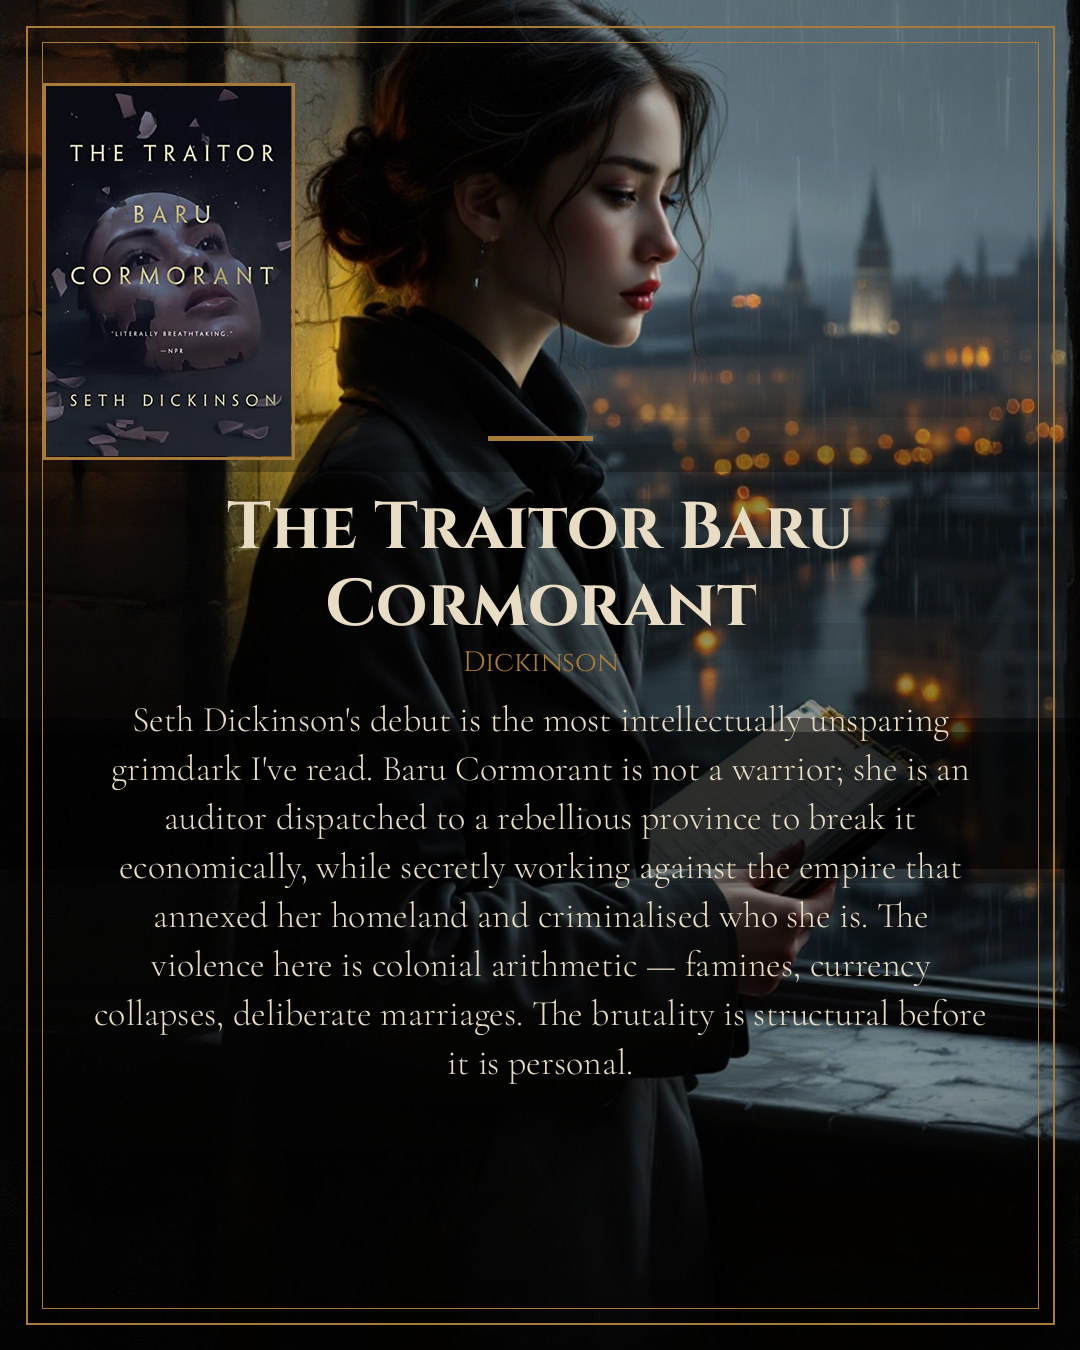 THE TRAITOR
BARU
CORMORANT
"LITERALLY BREATHTAKING."
—NPR
SETH DICKINSON
The Traitor Baru
Cormorant
Dickinson
Seth Dickinson's debut is the most intellectually unsparing
grimdark I've read. Baru Cormorant is not a warrior; she is an
auditor dispatched to a rebellious province to break it
economically, while secretly working against the empire that
annexed her homeland and criminalised who she is. The
violence here is colonial arithmetic — famines, currency
collapses, deliberate marriages. The brutality is structural before
it is personal.